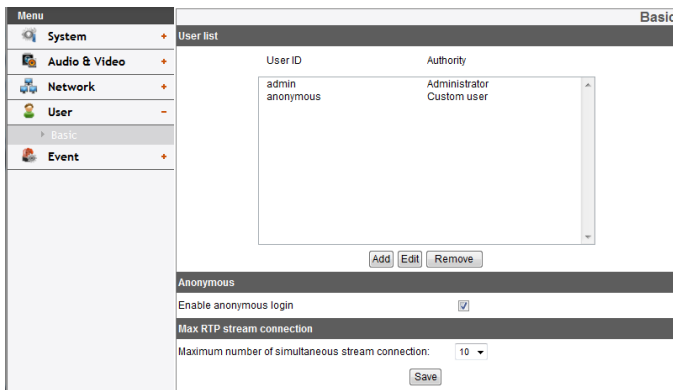 Menu
Basic
System +
User list
Audio & Video +
User ID Authority
admin Administrator
anonymous Custom user
Network +
User -
Basic
Event +
Add Edit Remove
Anonymous
Enable anonymous login
Max RTP stream connection
Maximum number of simultaneous stream connection: 10
Save